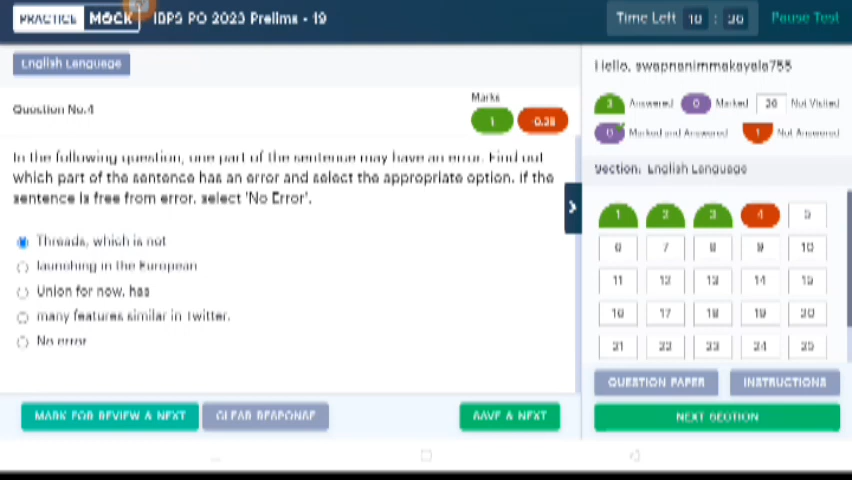 PRACTICE MOCK IBPS PO 2023 Prelims - 19
Time Left 10 : 26 Pause Test
English Language
Hello, swapnanimmakayala755
Question No.4
Marks
1 0.25
3 Answered 0 Marked Not Visited
0 Marked and Answered 1 Not Answered
In the following question, one part of the sentence may have an error. Find out
which part of the sentence has an error and select the appropriate option. If the
sentence is free from error, select 'No Error'.
Section: English Language
Threads, which is not
launching in the European
Union for now, has
many features similar in Twitter.
No error
1 2 3 4 5
6 7 8 9 10
11 12 13 14 15
16 17 18 19 20
21 22 23 24 25
QUESTION PAPER INSTRUCTIONS
MARK FOR REVIEW & NEXT CLEAR RESPONSE SAVE & NEXT
NEXT SECTION